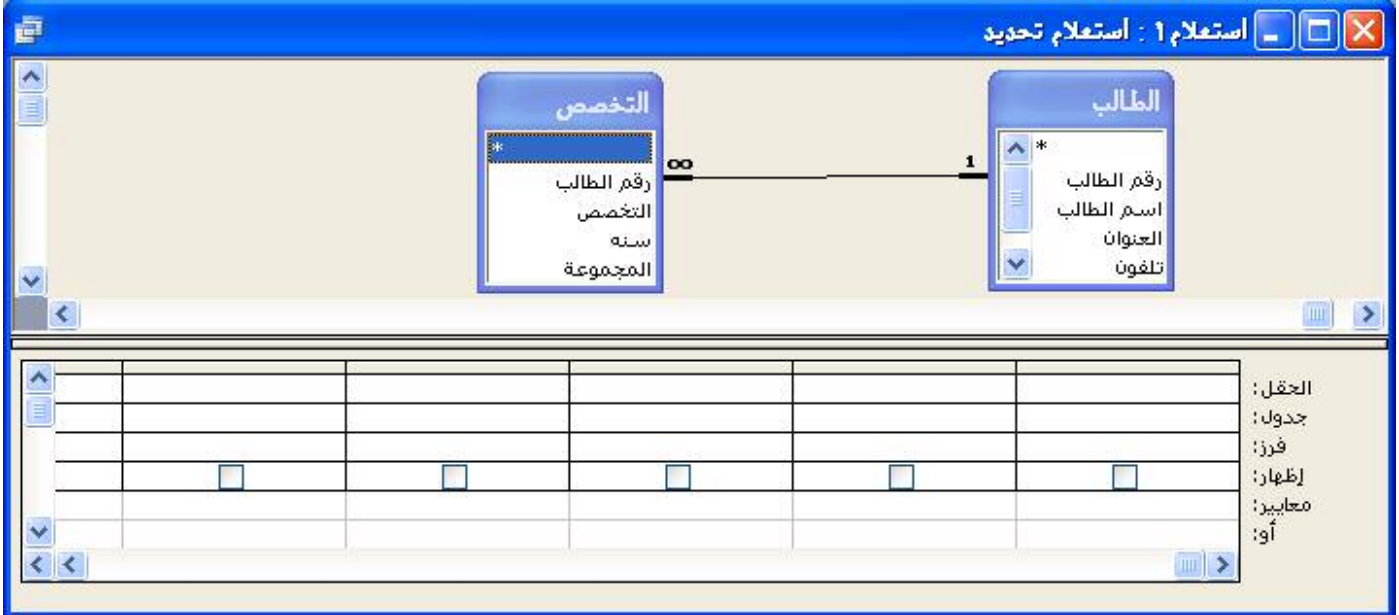 استعلام1 : أستعلام تحديد
الطالب
*
رقم الطالب
اسم الطالب
العنوان
تلفون
1
∞
التخصص
*
رقم الطالب
التخصص
سنه
المجموعة
الحقل:
جدول:
فرز:
إظهار:
معايير:
أو: